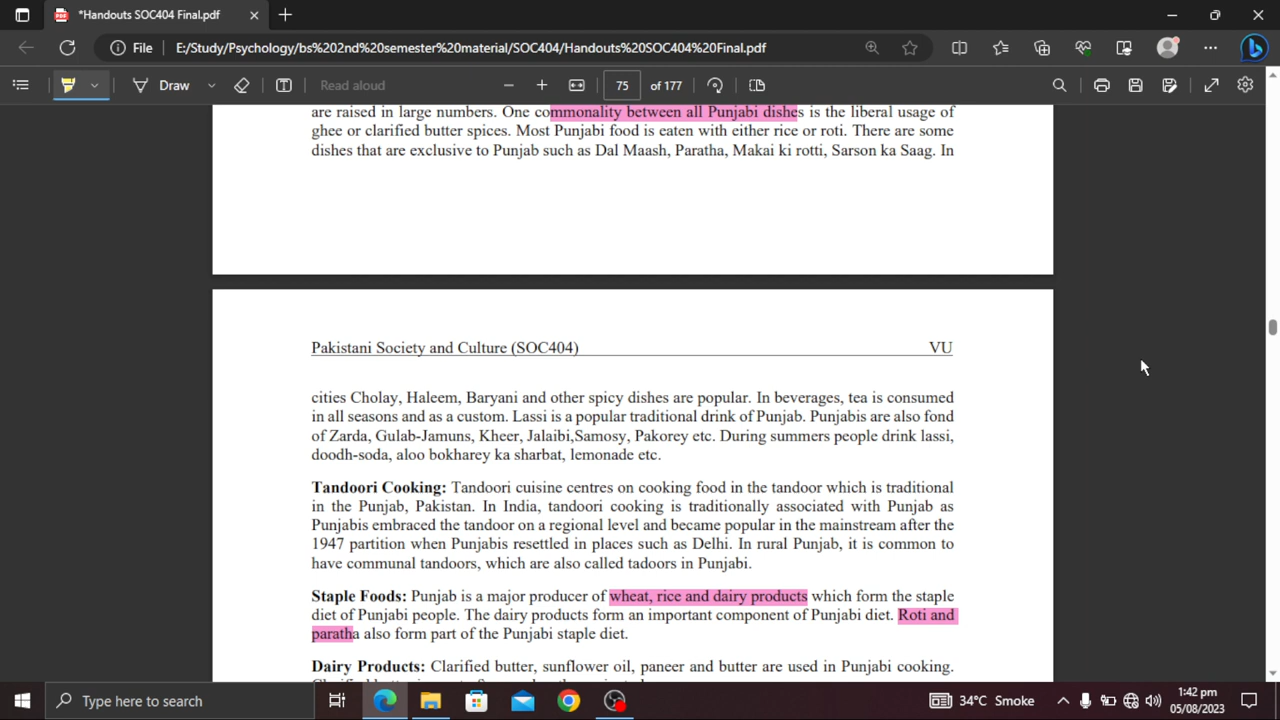 *Handouts SOC404 Final.pdf
File E:/Study/Psychology/bs%202nd%20semester%20material/SOC404/Handouts%20SOC404%20Final.pdf
Draw Read aloud 75 of 177
are raised in large numbers. One commonality between all Punjabi dishes is the liberal usage of
ghee or clarified butter spices. Most Punjabi food is eaten with either rice or roti. There are some
dishes that are exclusive to Punjab such as Dal Maash, Paratha, Makai ki rotti, Sarson ka Saag. In
Pakistani Society and Culture (SOC404) VU
cities Cholay, Haleem, Baryani and other spicy dishes are popular. In beverages, tea is consumed
in all seasons and as a custom. Lassi is a popular traditional drink of Punjab. Punjabis are also fond
of Zarda, Gulab-Jamuns, Kheer, Jalaibi,Samosy, Pakorey etc. During summers people drink lassi,
doodh-soda, aloo bokharey ka sharbat, lemonade etc.
Tandoori Cooking: Tandoori cuisine centres on cooking food in the tandoor which is traditional
in the Punjab, Pakistan. In India, tandoori cooking is traditionally associated with Punjab as
Punjabis embraced the tandoor on a regional level and became popular in the mainstream after the
1947 partition when Punjabis resettled in places such as Delhi. In rural Punjab, it is common to
have communal tandoors, which are also called tadoors in Punjabi.
Staple Foods: Punjab is a major producer of wheat, rice and dairy products which form the staple
diet of Punjabi people. The dairy products form an important component of Punjabi diet. Roti and
paratha also form part of the Punjabi staple diet.
Dairy Products: Clarified butter, sunflower oil, paneer and butter are used in Punjabi cooking.
Type here to search
34°C Smoke
1:42 pm
05/08/2023